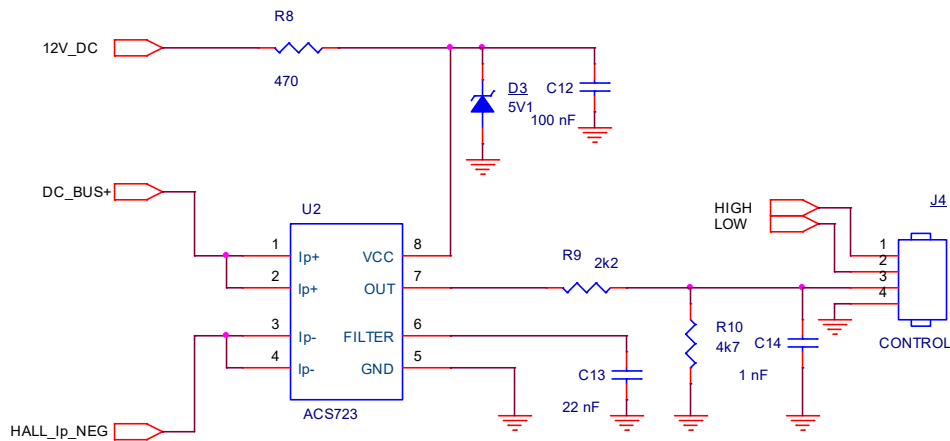 R8
12V_DC
470
D3
5V1
C12
100 nF
DC_BUS+
U2
HIGH
LOW
J4
1
Ip+
VCC
8
2
Ip+
OUT
7
R9
2k2
1
2
3
4
3
Ip-
FILTER
6
4
Ip-
GND
5
R10
4k7
C14
1 nF
CONTROL
C13
22 nF
ACS723
HALL_Ip_NEG